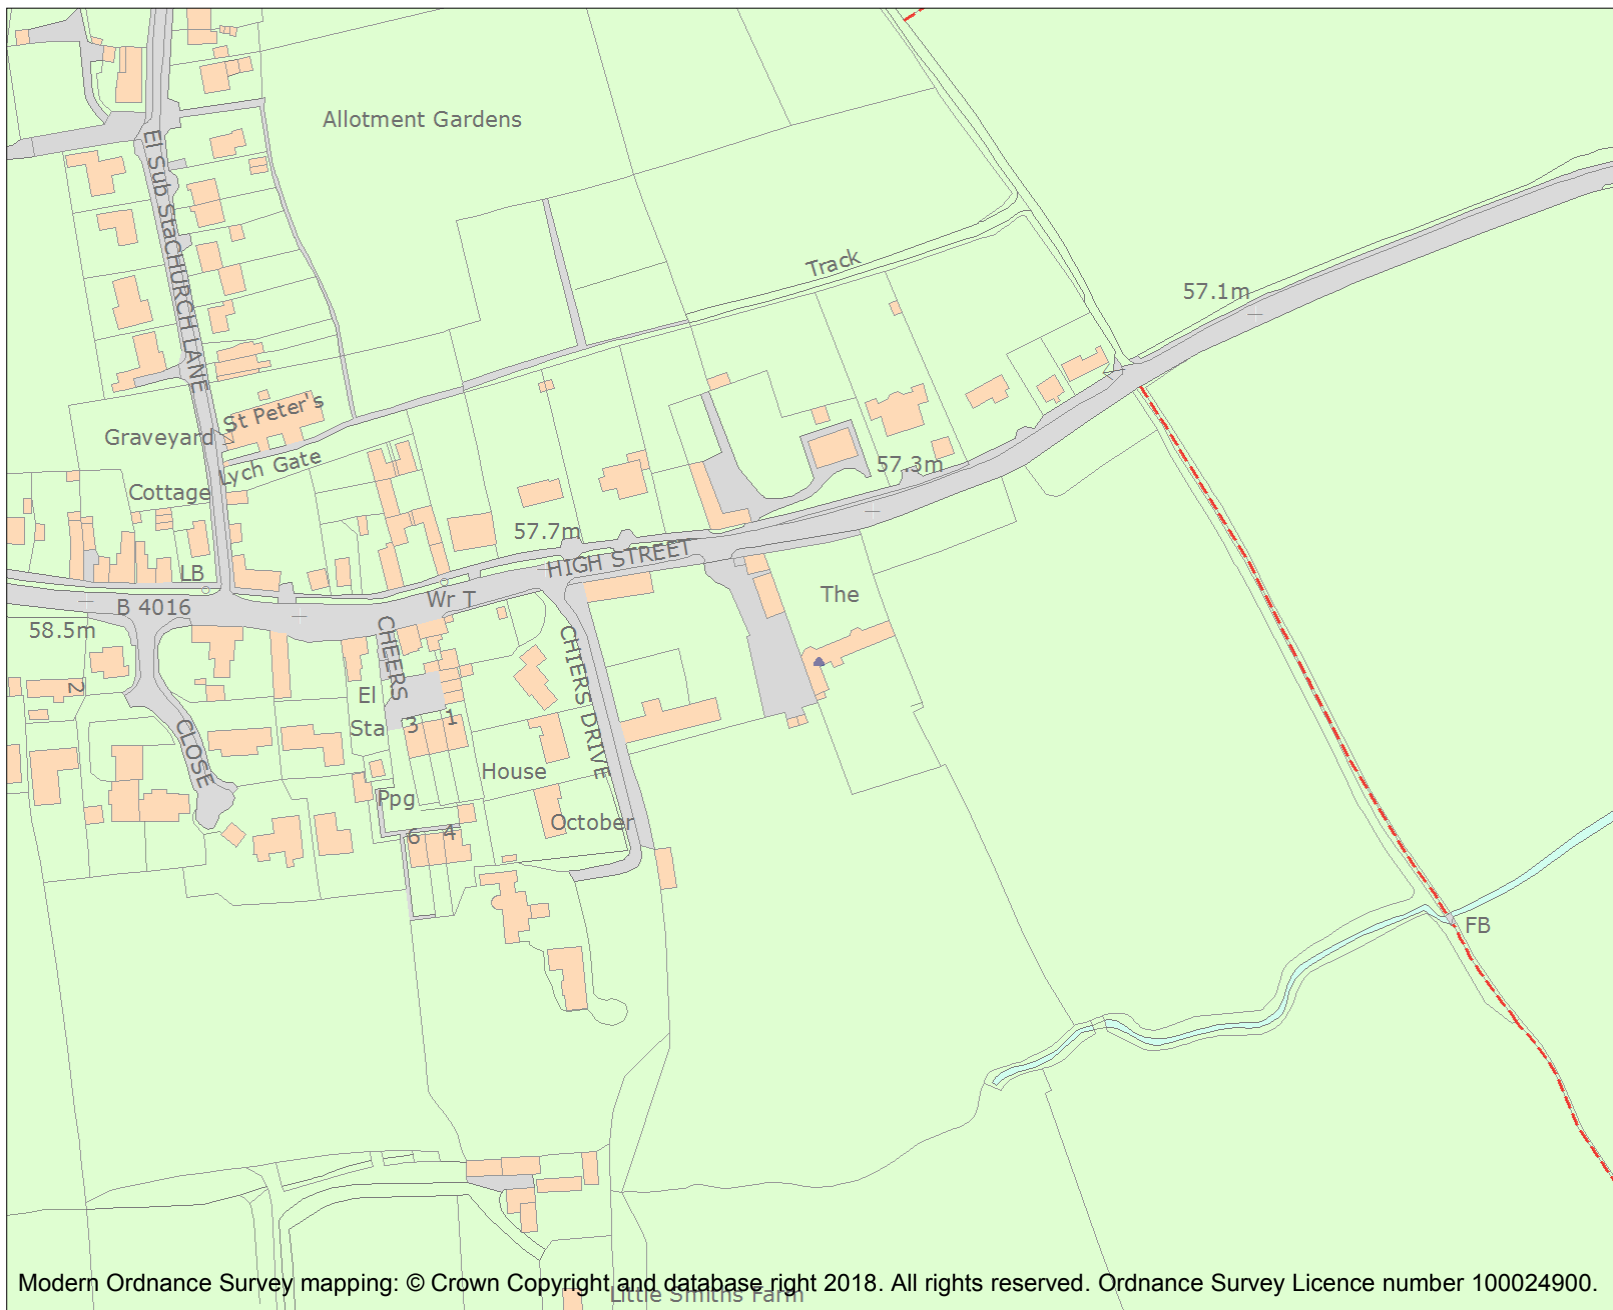 Allotment Gardens
El Sub Sta
CHURCH LANE
Track
57.1m
St Peter's
Graveyard
Lych Gate
57.3m
Cottage
57.7m
HIGH STREET
LB
B 4016
Wr T
The
58.5m
CHEERS
CHIERS DRIVE
2
El
Sta
3
1
CLOSE
House
Ppg
October
6
4
FB
Modern Ordnance Survey mapping: © Crown Copyright and database right 2018. All rights reserved. Ordnance Survey Licence number 100024900.
Little Smiths Farm